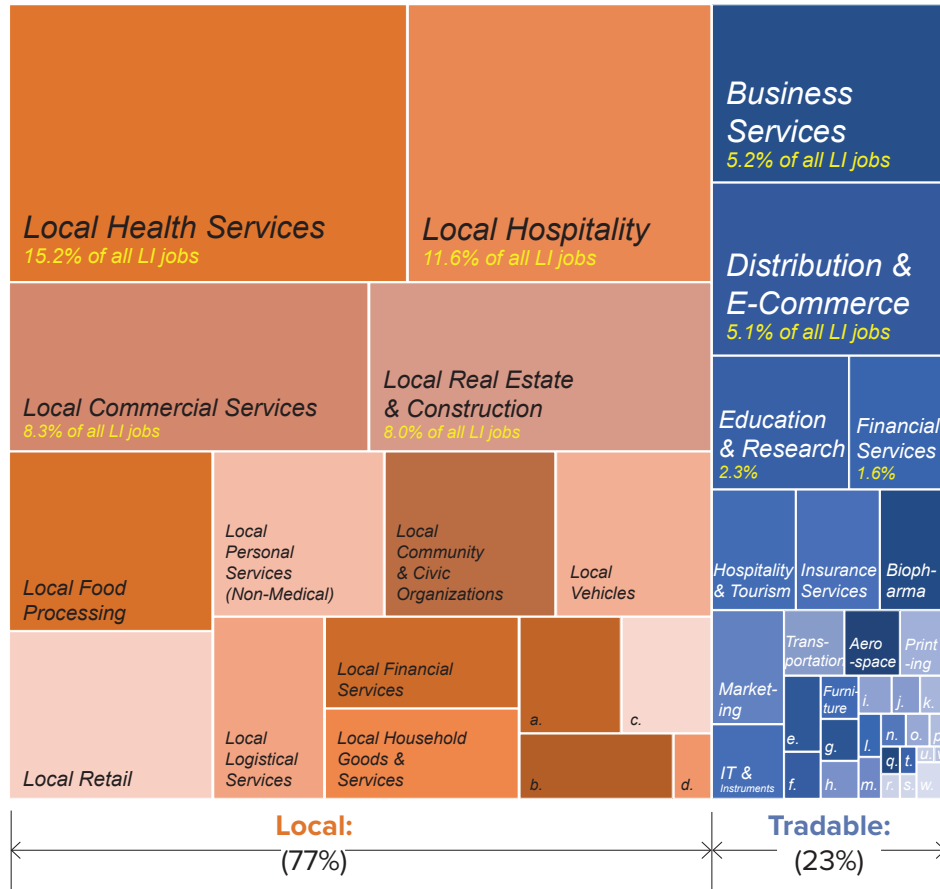 Local Health Services
15.2% of all LI jobs
Local Hospitality
11.6% of all LI jobs
Business
Services
5.2% of all LI jobs
Distribution &
E-Commerce
5.1% of all LI jobs
Local Commercial Services
8.3% of all LI jobs
Local Real Estate
& Construction
8.0% of all LI jobs
Education
& Research
2.3%
Financial
Services
1.6%
Local Food
Processing
Local
Personal
Services
(Non-Medical)
Local
Community
& Civic
Organizations
Local
Vehicles
Hospitality
& Tourism
Insurance
Services
Bioph-
arma
Local Retail
Local
Logistical
Services
Local Financial
Services
Local Household
Goods &
Services
a.
b.
c.
d.
Market-
ing
IT &
Instruments
Trans-
portation
Aero
-space
Print
-ing
e.
f.
Furni-
ture
g.
h.
i.
j.
k.
l.
m.
n.
o.
p
q.
r.
s.
t.
u.
v
w.
Local:
(77%)
Tradable:
(23%)